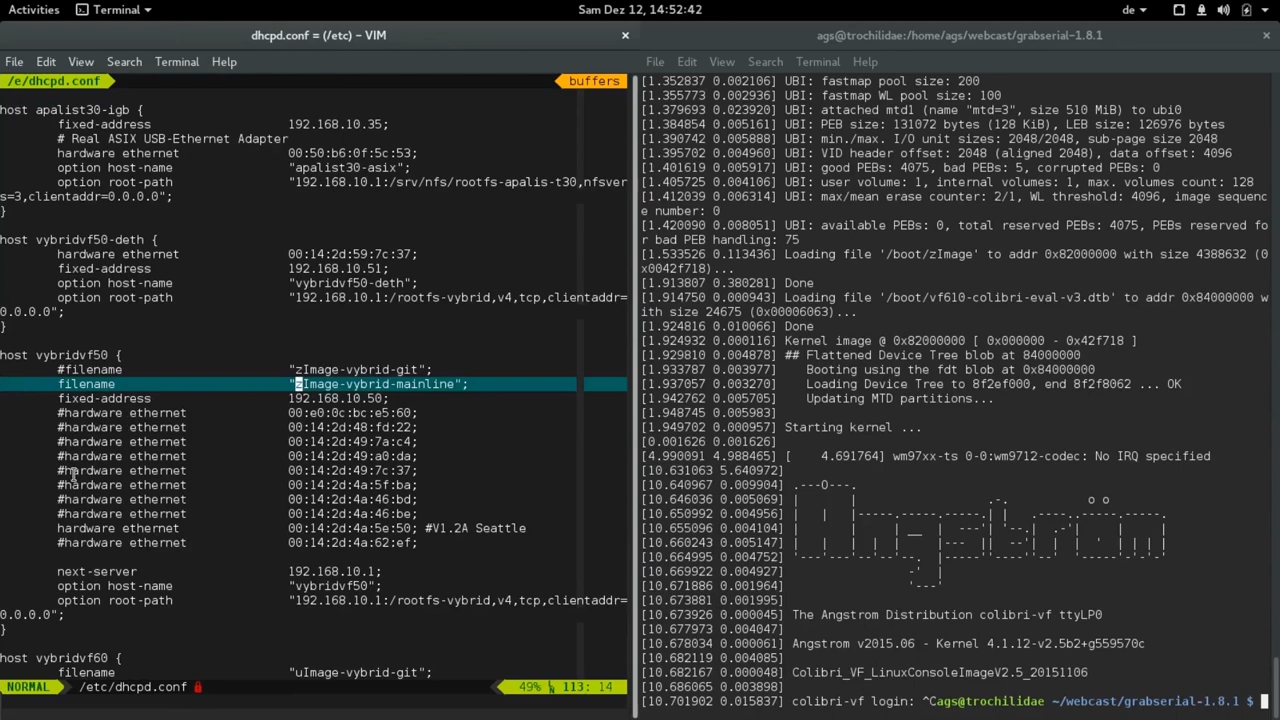 Activities Terminal Sam Dez 12, 14:52:42 de
dhcpd.conf = (/etc) – VIM
File Edit View Search Terminal Help
/e/dhcpd.conf buffers
host apalist30-igb {
fixed-address 192.168.10.35;
# Real ASIX USB-Ethernet Adapter
hardware ethernet 00:50:b6:0f:5c:53;
option host-name "apalist30-asix";
option root-path "192.168.10.1:/srv/nfs/rootfs-apalis-t30,nfsver
s=3,clientaddr=0.0.0.0";
}
host vybridvf50-deth {
hardware ethernet 00:14:2d:59:7c:37;
fixed-address 192.168.10.51;
option host-name "vybridvf50-deth";
option root-path "192.168.10.1:/rootfs-vybrid,v4,tcp,clientaddr=
0.0.0.0";
}
host vybridvf50 {
#filename "zImage-vybrid-git";
filename "zImage-vybrid-mainline";
fixed-address 192.168.10.50;
#hardware ethernet 00:e0:0c:bc:e5:60;
#hardware ethernet 00:14:2d:48:fd:22;
#hardware ethernet 00:14:2d:49:7a:c4;
#hardware ethernet 00:14:2d:49:a0:da;
#hardware ethernet 00:14:2d:49:7c:37;
#hardware ethernet 00:14:2d:4a:5f:ba;
#hardware ethernet 00:14:2d:4a:46:bd;
#hardware ethernet 00:14:2d:4a:46:be;
hardware ethernet 00:14:2d:4a:5e:50; #V1.2A Seattle
#hardware ethernet 00:14:2d:4a:62:ef;
next-server 192.168.10.1;
option host-name "vybridvf50";
option root-path "192.168.10.1:/rootfs-vybrid,v4,tcp,clientaddr=
0.0.0.0";
}
host vybridvf60 {
filename "uImage-vybrid-git";
NORMAL /etc/dhcpd.conf 49% 113: 14
ags@trochilidae:/home/ags/webcast/grabserial-1.8.1
File Edit View Search Terminal Help
[1.352837 0.002106] UBI: fastmap pool size: 200
[1.355773 0.002936] UBI: fastmap WL pool size: 100
[1.379693 0.023920] UBI: attached mtd1 (name "mtd=3", size 510 MiB) to ubi0
[1.384854 0.005161] UBI: PEB size: 131072 bytes (128 KiB), LEB size: 126976 bytes
[1.390742 0.005888] UBI: min./max. I/O unit sizes: 2048/2048, sub-page size 2048
[1.395702 0.004960] UBI: VID header offset: 2048 (aligned 2048), data offset: 4096
[1.401619 0.005917] UBI: good PEBs: 4075, bad PEBs: 5, corrupted PEBs: 0
[1.405725 0.004106] UBI: user volume: 1, internal volumes: 1, max. volumes count: 128
[1.412039 0.006314] UBI: max/mean erase counter: 2/1, WL threshold: 4096, image sequenc
e number: 0
[1.420090 0.008051] UBI: available PEBs: 0, total reserved PEBs: 4075, PEBs reserved fo
r bad PEB handling: 75
[1.533526 0.113436] Loading file '/boot/zImage' to addr 0x82000000 with size 4388632 (0
x0042f718)...
[1.913807 0.380281] Done
[1.914750 0.000943] Loading file '/boot/vf610-colibri-eval-v3.dtb' to addr 0x84000000 w
ith size 24675 (0x00006063)...
[1.924816 0.010066] Done
[1.924932 0.000116] Kernel image @ 0x82000000 [ 0x000000 - 0x42f718 ]
[1.929810 0.004878] ## Flattened Device Tree blob at 84000000
[1.933787 0.003977] Booting using the fdt blob at 0x84000000
[1.937057 0.003270] Loading Device Tree to 8f2ef000, end 8f2f8062 ... OK
[1.942762 0.005705] Updating MTD partitions...
[1.948745 0.005983]
[1.949702 0.000957] Starting kernel ...
[0.001626 0.001626]
[4.990091 4.988465] [ 4.691764] wm97xx-ts 0-0:wm9712-codec: No IRQ specified
[10.631063 5.640972]
[10.640967 0.009904] .---O---.
[10.646036 0.005069] | | .-. o o
[10.650992 0.004956] | | |-----.-----.-----.| | .----..-----.-----.
[10.655096 0.004104] | | | __ | ---'| '--.| .-'| | |
[10.660243 0.005147] | | | | | |--- || --'| | | ' | | | |
[10.664995 0.004752] '---'---'--'--'--. |-----''----''--' '-----'-'-'-'
[10.669922 0.004927] -' |
[10.671886 0.001964] '---'
[10.673881 0.001995]
[10.673926 0.000045] The Angstrom Distribution colibri-vf ttyLP0
[10.677973 0.004047]
[10.678034 0.000061] Angstrom v2015.06 - Kernel 4.1.12-v2.5b2+g559570c
[10.682119 0.004085]
[10.682167 0.000048] Colibri_VF_LinuxConsoleImageV2.5_20151106
[10.686065 0.003898]
[10.701902 0.015837] colibri-vf login: ^Cags@trochilidae ~/webcast/grabserial-1.8.1 $